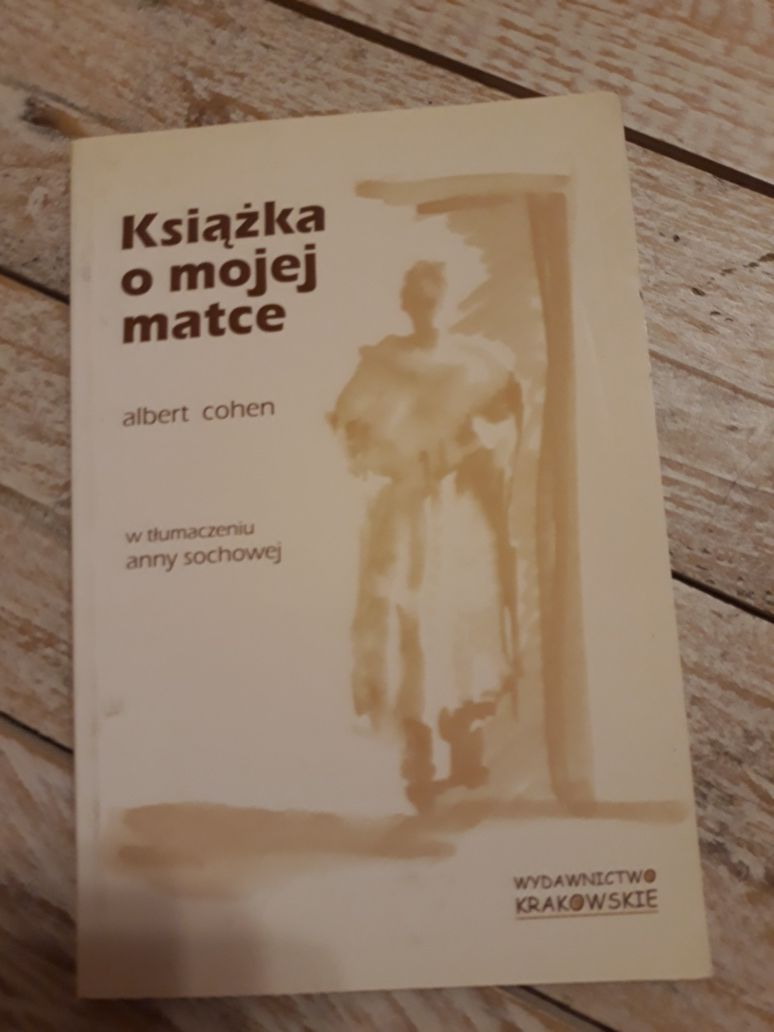 Książka
o mojej
matce
albert cohen
w tłumaczeniu
anny sochowej
WYDAWNICTWO
KRAKOWSKIE